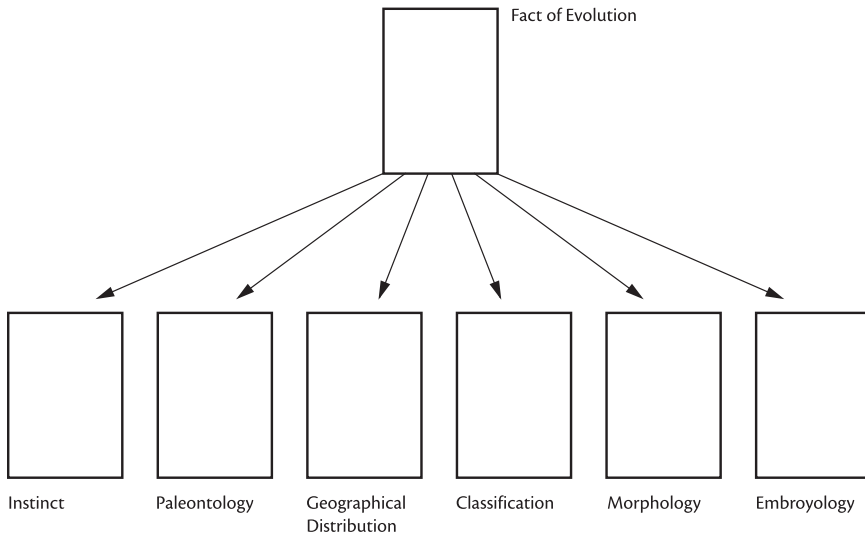 Fact of Evolution
Instinct
Paleontology
Geographical
Distribution
Classification
Morphology
Embroyology